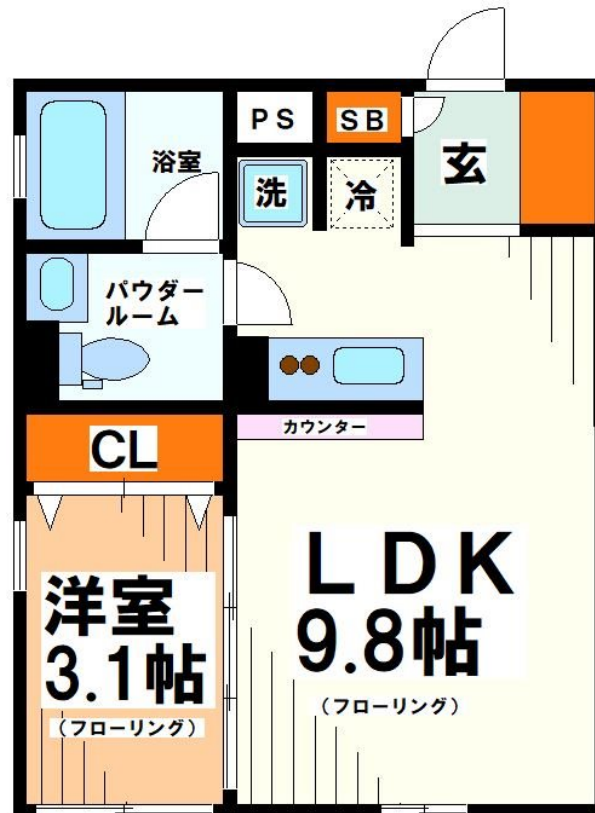 PS
SB
玄
浴室
洗
冷
パウダー
ルーム
カウンター
CL
LDK
9.8帖
(フローリング)
洋室
3.1帖
(フローリング)